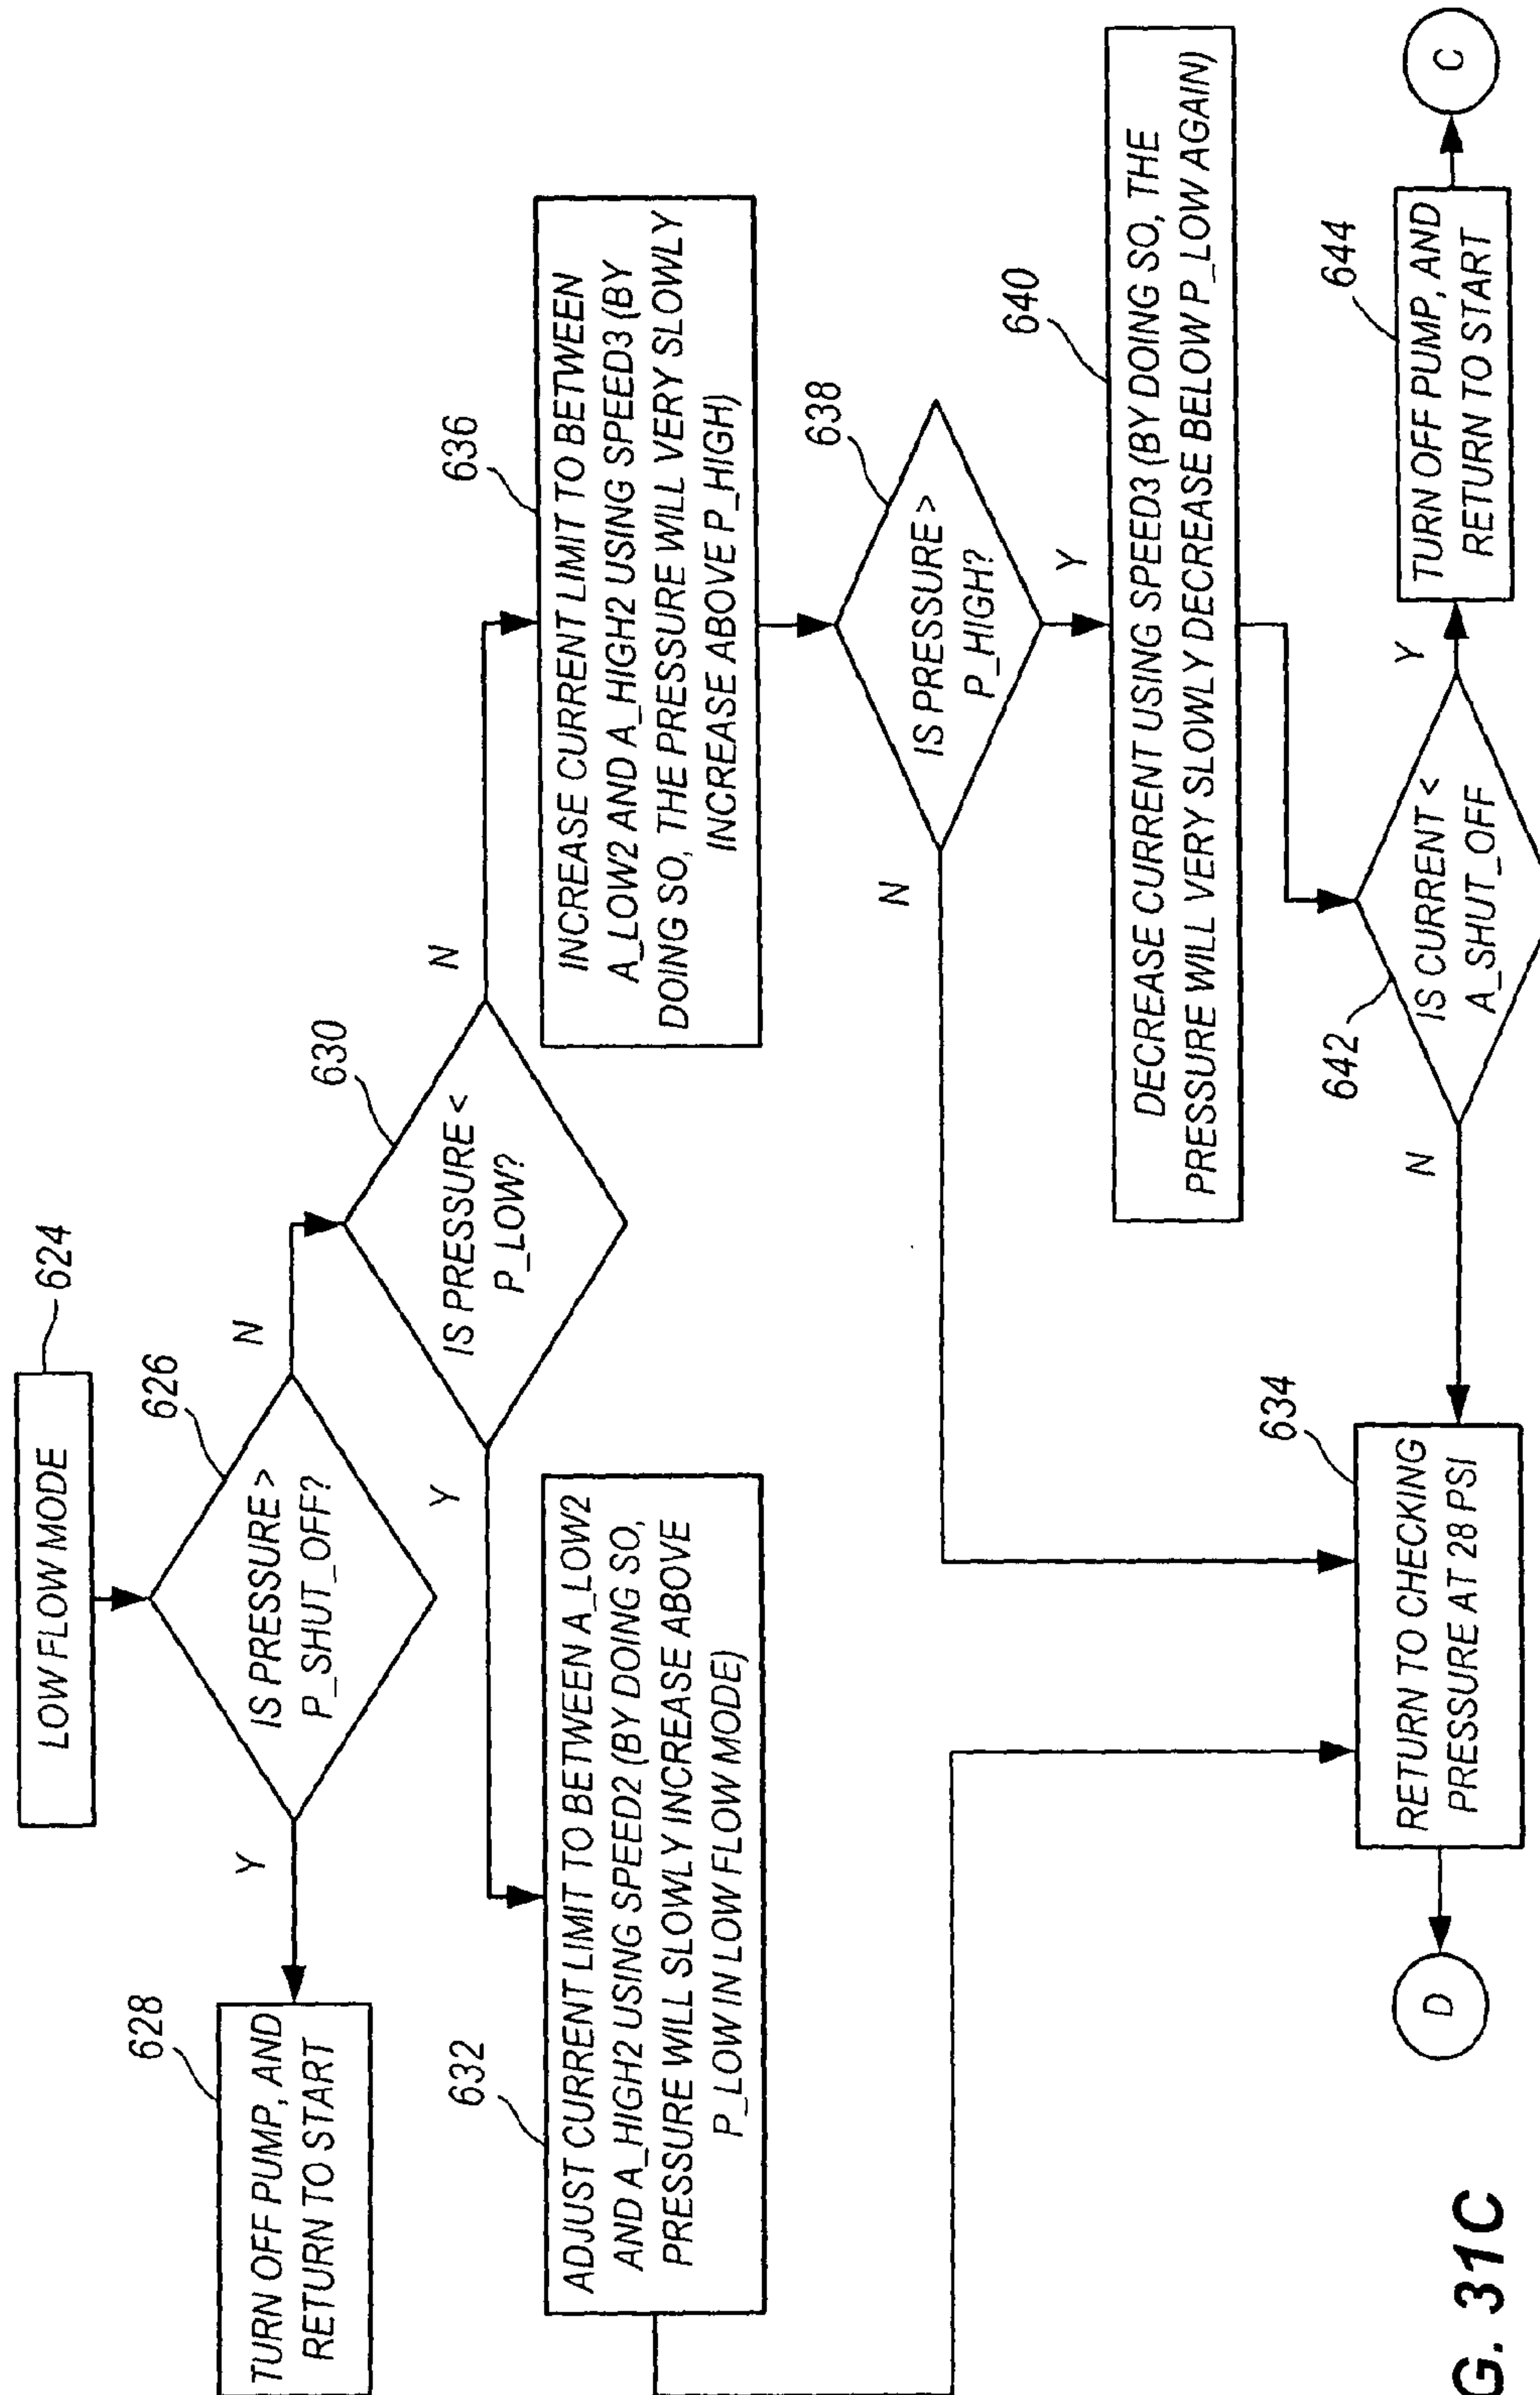 LOW FLOW MODE
624
626
IS PRESSURE >
P_SHUT_OFF?
Y
N
628
TURN OFF PUMP, AND
RETURN TO START
630
IS PRESSURE <
P_LOW?
Y
N
632
ADJUST CURRENT LIMIT TO BETWEEN A_LOW2
AND A_HIGH2 USING SPEED2 (BY DOING SO,
PRESSURE WILL SLOWLY INCREASE ABOVE
P_LOW IN LOW FLOW MODE)
636
INCREASE CURRENT LIMIT TO BETWEEN
A_LOW2 AND A_HIGH2 USING SPEED3 (BY
DOING SO, THE PRESSURE WILL VERY SLOWLY
INCREASE ABOVE P_HIGH)
638
IS PRESSURE >
P_HIGH?
N
Y
640
DECREASE CURRENT USING SPEED3 (BY DOING SO, THE
PRESSURE WILL VERY SLOWLY DECREASE BELOW P_LOW AGAIN)
634
RETURN TO CHECKING
PRESSURE AT 28 PSI
D
642
IS CURRENT <
A_SHUT_OFF
N
Y
644
TURN OFF PUMP, AND
RETURN TO START
C
G. 31C